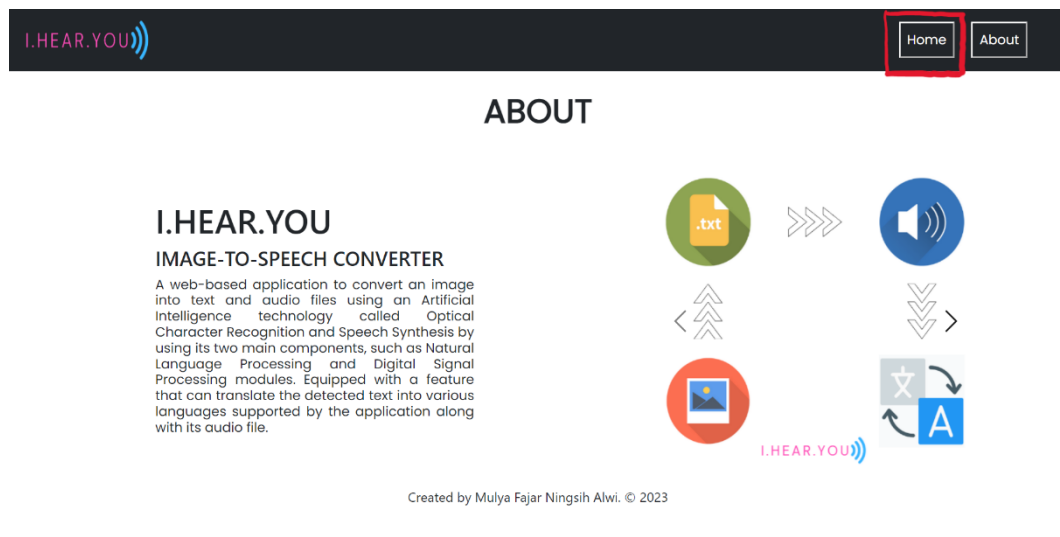 I.HEAR.YOU
Home
About
ABOUT
I.HEAR.YOU
IMAGE-TO-SPEECH CONVERTER
A web-based application to convert an image
into text and audio files using an Artificial
Intelligence technology called Optical
Character Recognition and Speech Synthesis by
using its two main components, such as Natural
Language Processing and Digital Signal
Processing modules. Equipped with a feature
that can translate the detected text into various
languages supported by the application along
with its audio file.
.txt
文
A
I.HEAR.YOU
Created by Mulya Fajar Ningsih Alwi. © 2023